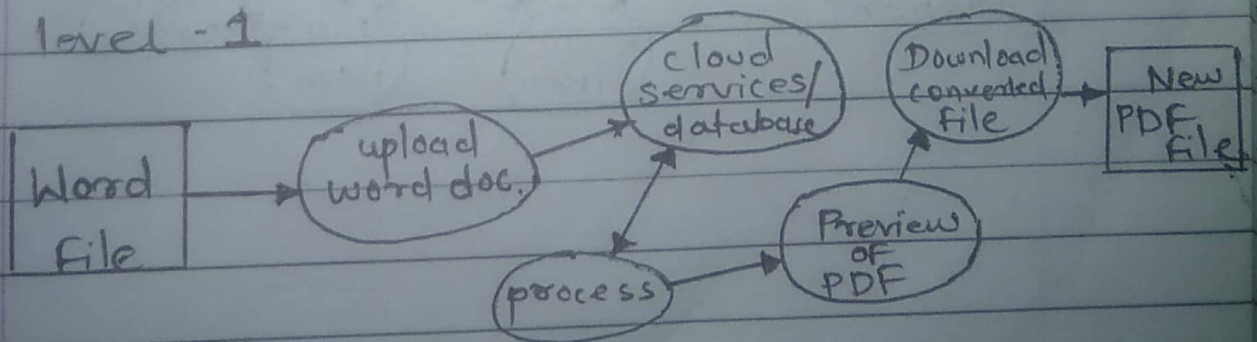 level - 1
Word
File
upload
word doc.
cloud
services/
database
process
Preview
OF
PDF
Download
converted
File
New
PDF
File